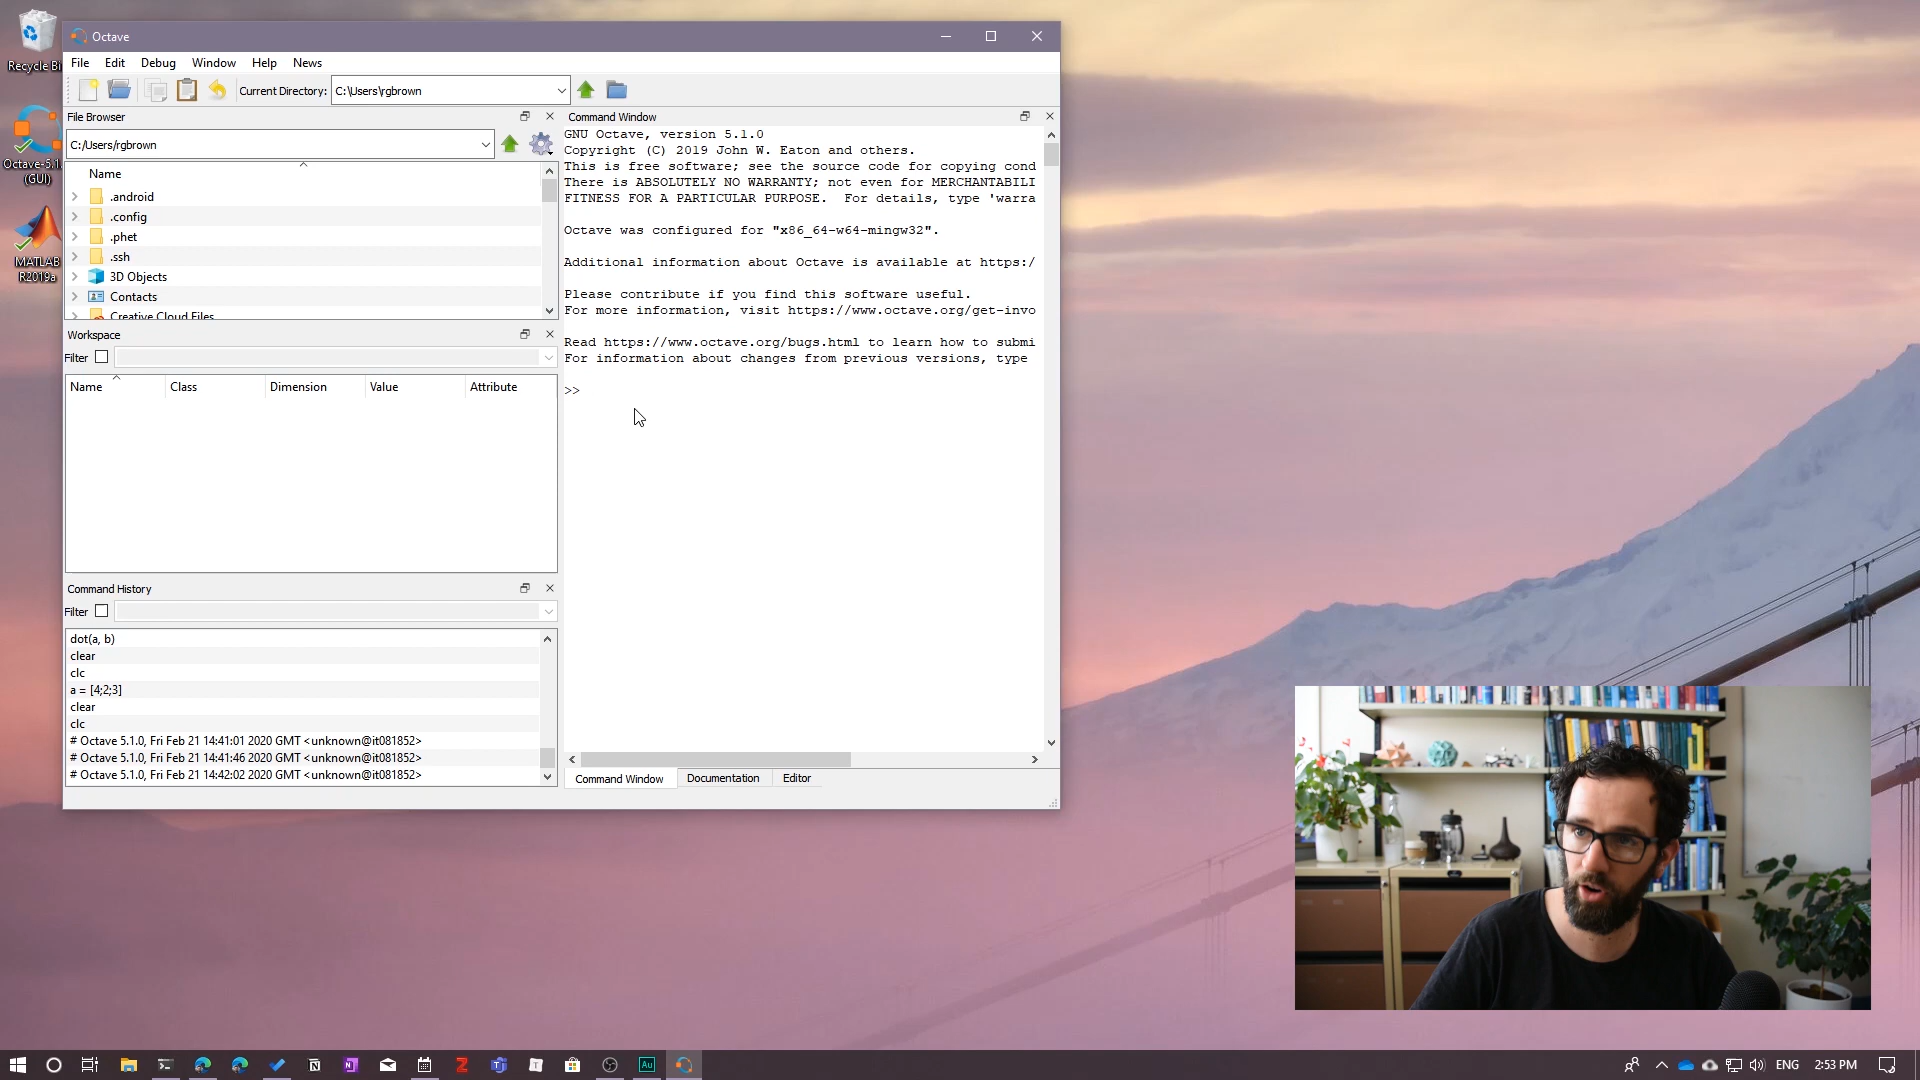 Recycle Bi
Octave-5.1.
(GUI)
MATLAB
R2019a
Octave
File Edit Debug Window Help News
Current Directory: C:\Users\rgbrown
File Browser
C:/Users/rgbrown
Name
.android
.config
.phet
.ssh
3D Objects
Contacts
Creative Cloud Files
Workspace
Filter
Name Class Dimension Value Attribute
Command History
Filter
dot(a, b)
clear
clc
a = [4;2;3]
clear
clc
# Octave 5.1.0, Fri Feb 21 14:41:01 2020 GMT <unknown@it081852>
# Octave 5.1.0, Fri Feb 21 14:41:46 2020 GMT <unknown@it081852>
# Octave 5.1.0, Fri Feb 21 14:42:02 2020 GMT <unknown@it081852>
Command Window
GNU Octave, version 5.1.0
Copyright (C) 2019 John W. Eaton and others.
This is free software; see the source code for copying cond
There is ABSOLUTELY NO WARRANTY; not even for MERCHANTABILI
FITNESS FOR A PARTICULAR PURPOSE.  For details, type 'warra
Octave was configured for "x86_64-w64-mingw32".
Additional information about Octave is available at https:/
Please contribute if you find this software useful.
For more information, visit https://www.octave.org/get-invo
Read https://www.octave.org/bugs.html to learn how to submi
For information about changes from previous versions, type
>>
Command Window Documentation Editor
Au
ENG 2:53 PM